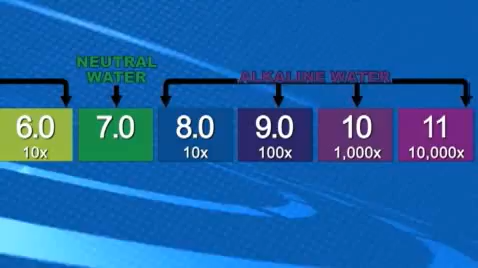 NEUTRAL
WATER
ALKALINE WATER
6.0 7.0 8.0 9.0 10 11
10x 10x 100x 1,000x 10,000x